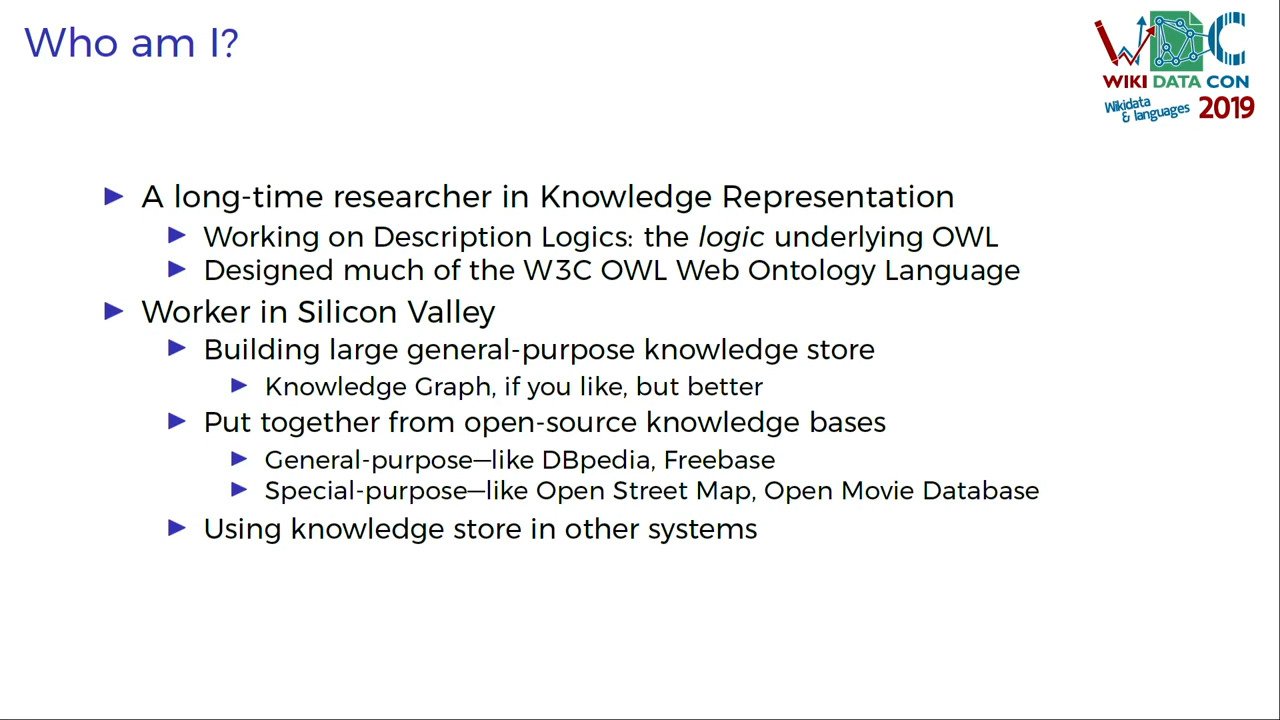 Who am I?
WIKI DATA CON
Wikidata
& languages 2019
A long-time researcher in Knowledge Representation
Working on Description Logics: the logic underlying OWL
Designed much of the W3C OWL Web Ontology Language
Worker in Silicon Valley
Building large general-purpose knowledge store
Knowledge Graph, if you like, but better
Put together from open-source knowledge bases
General-purpose—like DBpedia, Freebase
Special-purpose—like Open Street Map, Open Movie Database
Using knowledge store in other systems